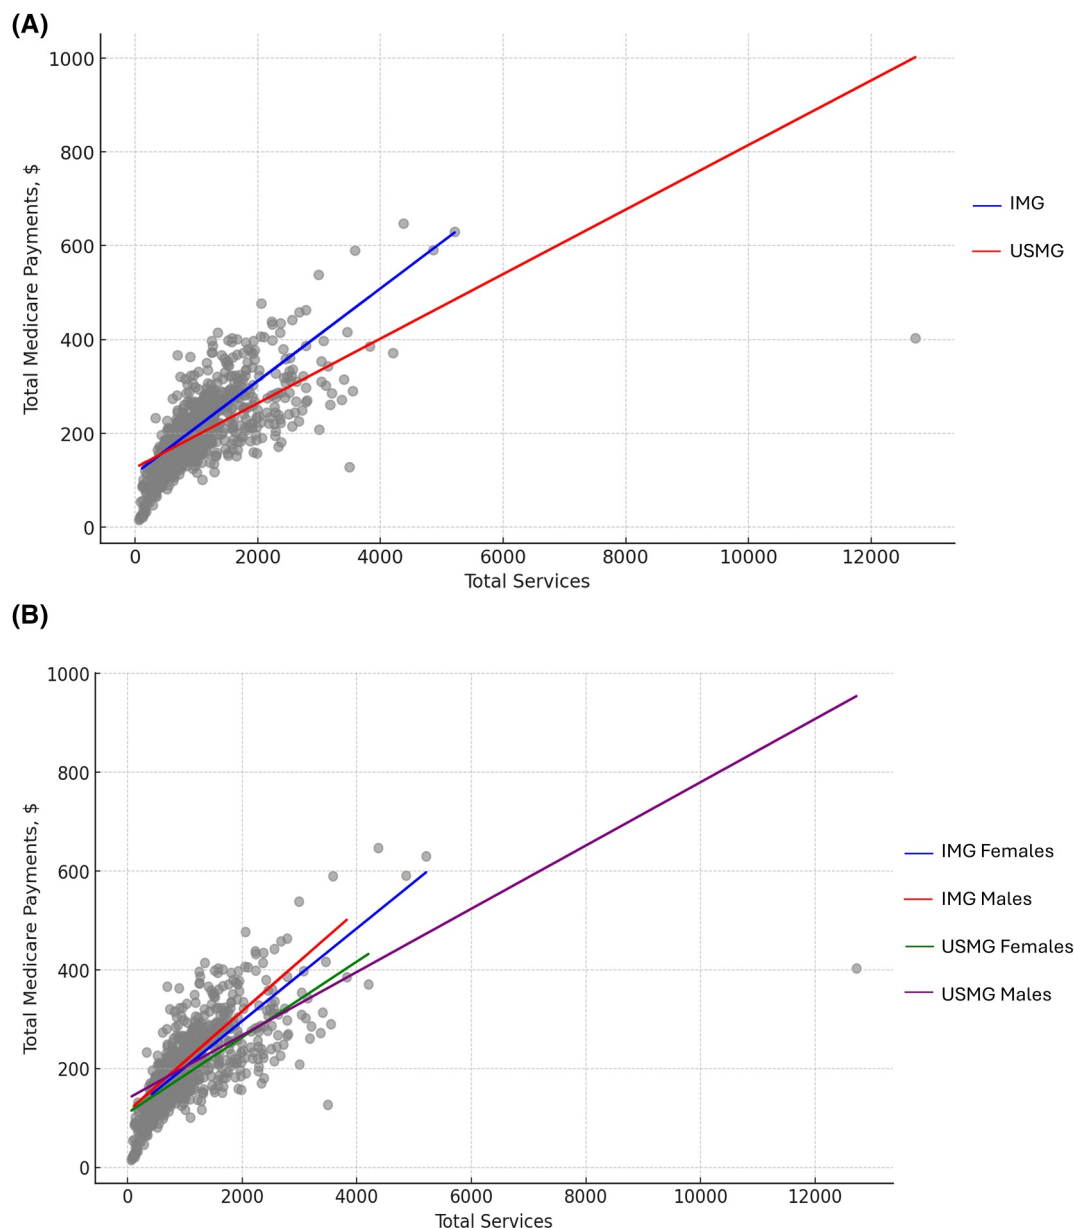 (A)
1000
800
600
400
200
0
Total Medicare Payments, $
0 2000 4000 6000 8000 10000 12000
Total Services
IMG
USMG
(B)
1000
800
600
400
200
0
Total Medicare Payments, $
0 2000 4000 6000 8000 10000 12000
Total Services
IMG Females
IMG Males
USMG Females
USMG Males